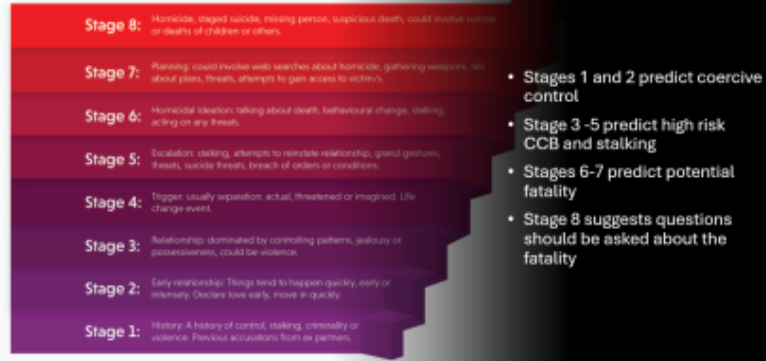 Stage 8: Homicide, staged suicide, missing person, suspicious death, could involve suicide
or deaths of children or others.
Stage 7: Planning: could involve web searches about homicide, gathering weapons, talk
about plans, threats, attempts to gain access to victim/s.
Stage 6: Homicidal Ideation: talking about death, behavioural change, stalking,
acting on any threats.
Stage 5: Escalation: stalking, attempts to reinstate relationship, grand gestures,
threats, suicide threats, breach of orders or conditions.
Stage 4: Trigger: usually separation: actual, threatened or imagined. Life
change event.
Stage 3: Relationship: dominated by controlling patterns, jealousy or
possessiveness, could be violence.
Stage 2: Early relationship: Things tend to happen quickly, early or
intensely. Declare love early, move in quickly.
Stage 1: History: A history of control, stalking, criminality or
violence. Previous accusations from ex partners.
• Stages 1 and 2 predict coercive
control
• Stage 3 -5 predict high risk
CCB and stalking
• Stages 6-7 predict potential
fatality
• Stage 8 suggests questions
should be asked about the
fatality